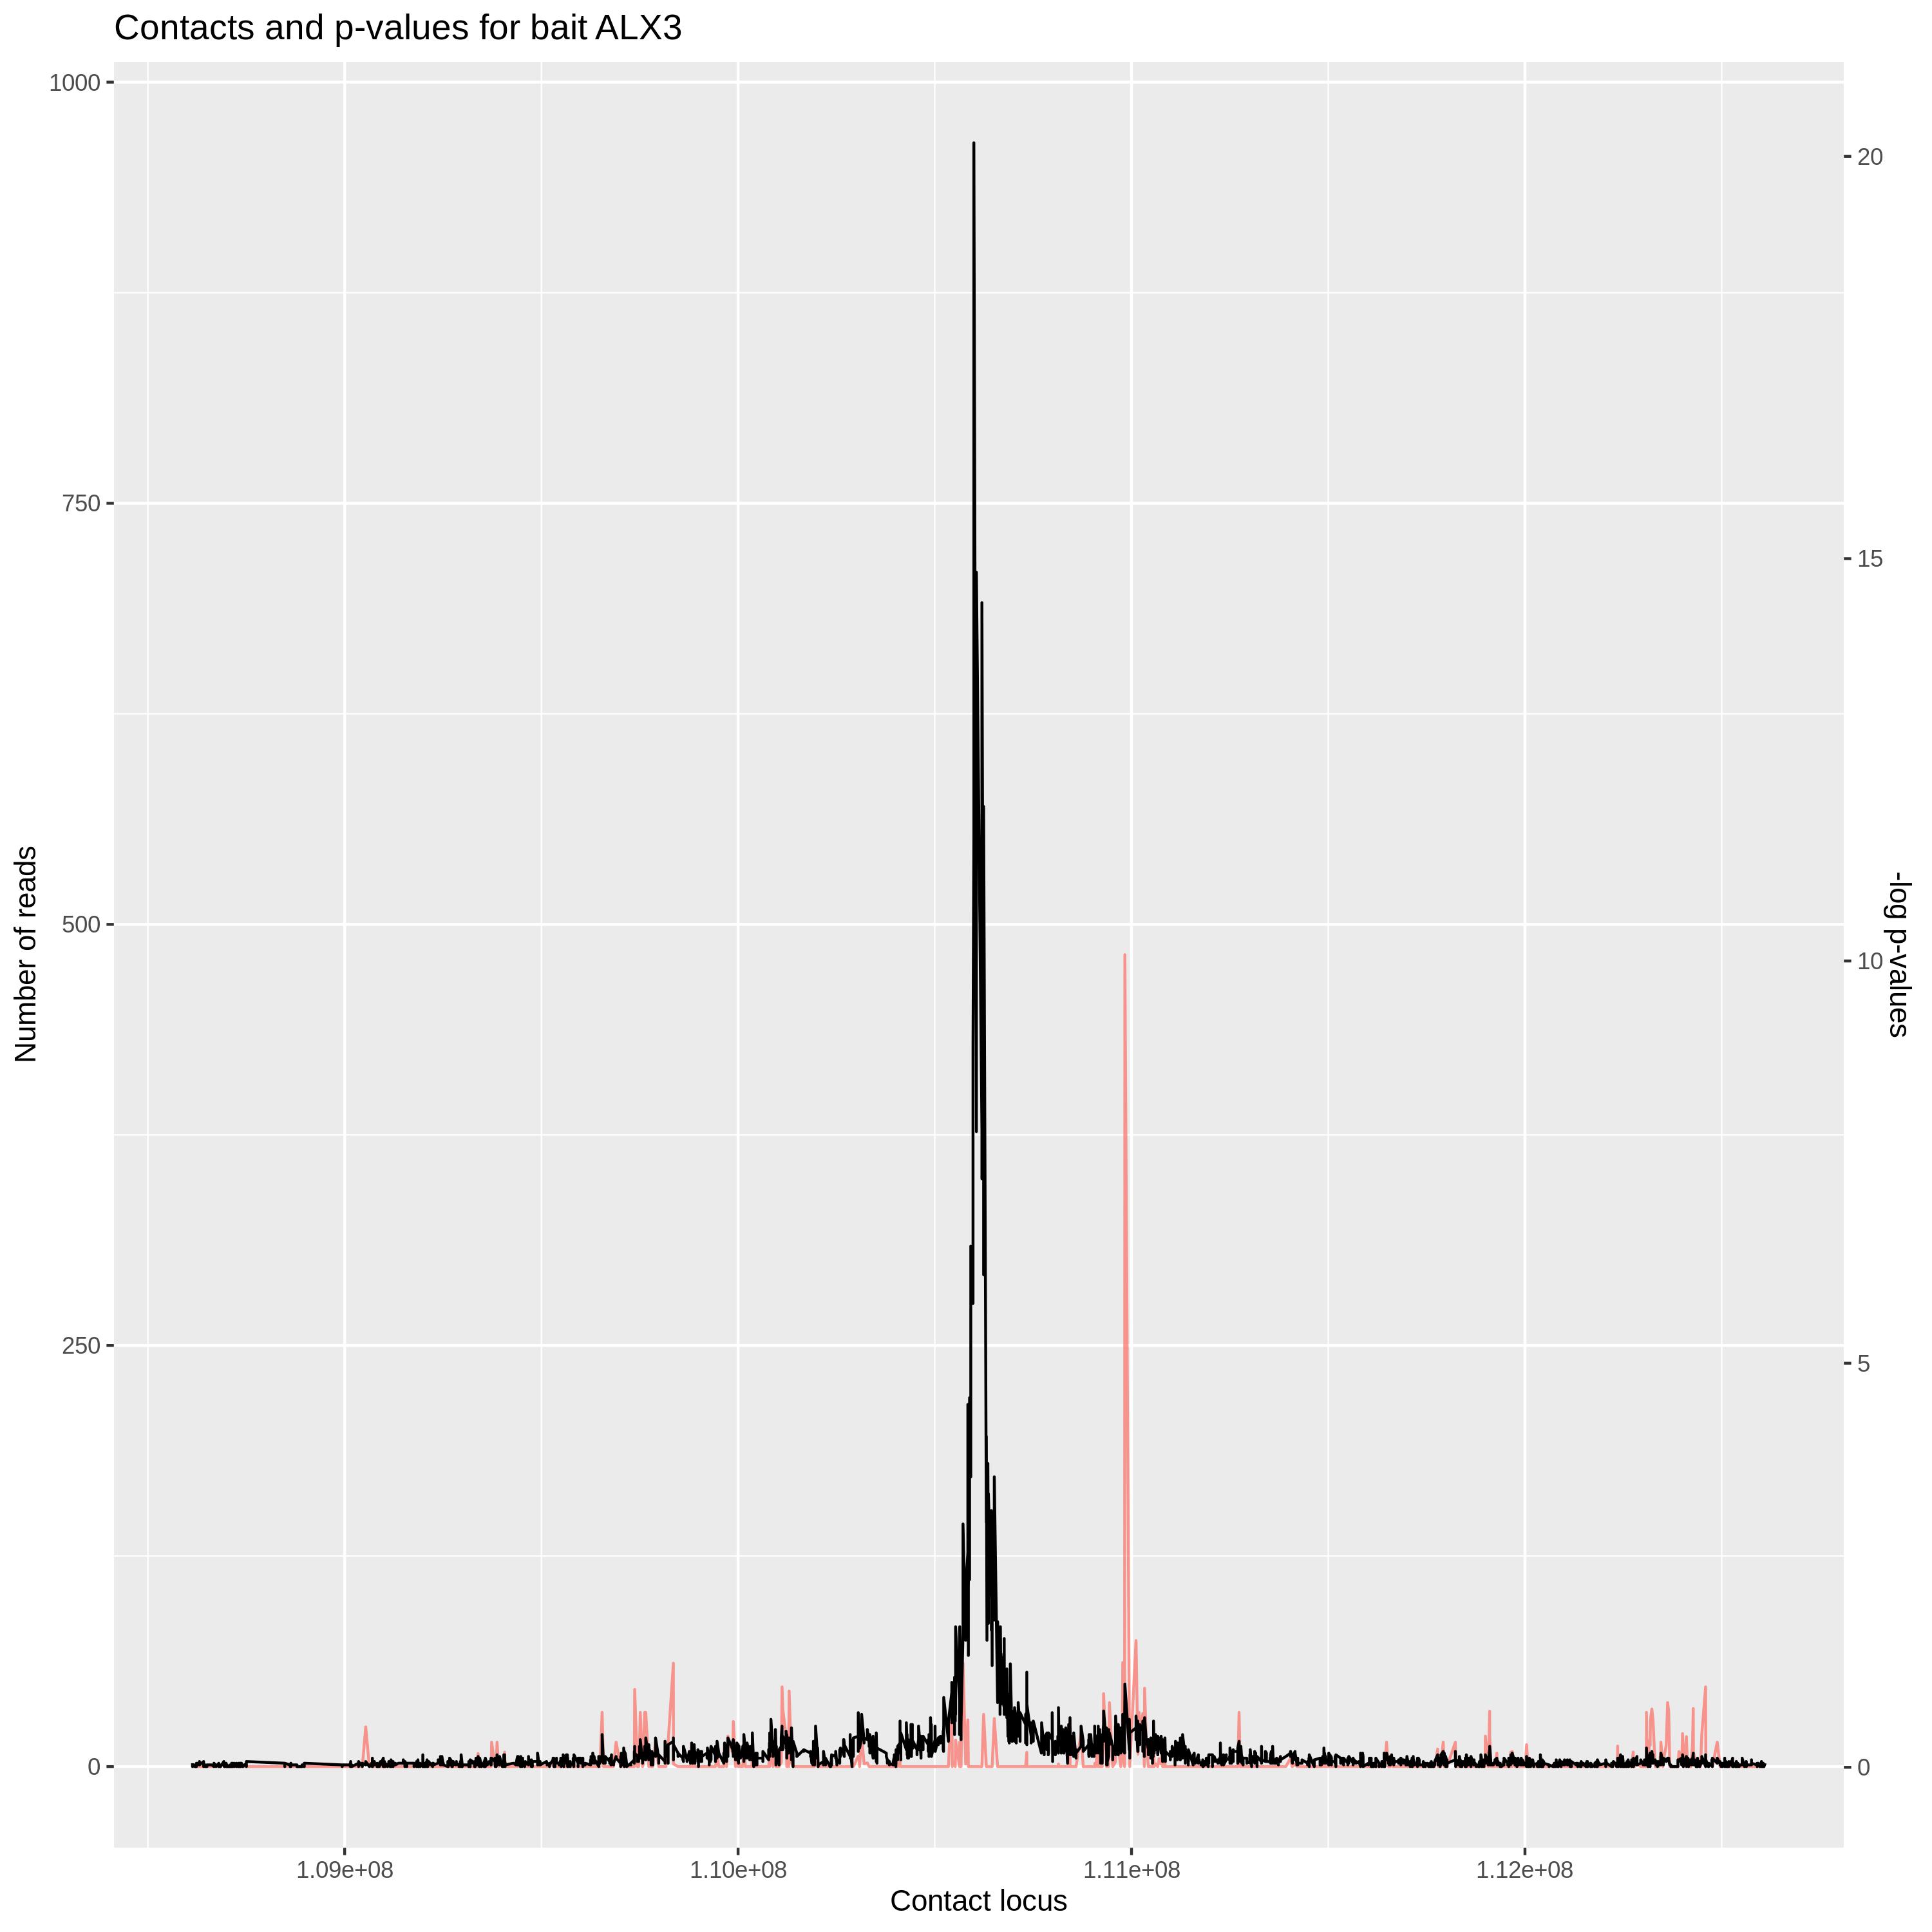 Contacts and p-values for bait ALX3
1000
750
500
250
0
Number of reads
20
15
10
5
0
-log p-values
1.09e+08
1.10e+08
1.11e+08
1.12e+08
Contact locus